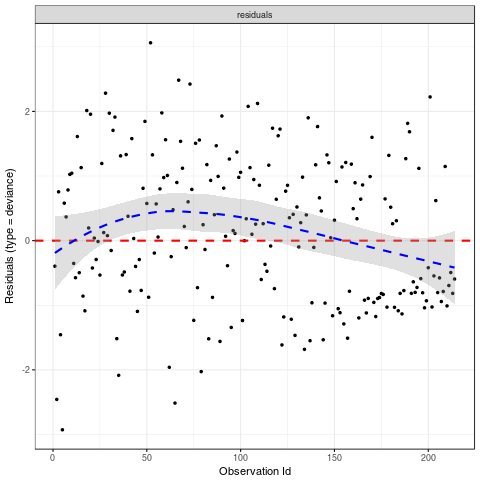 residuals
Residuals (type = deviance)
2
0
-2
0
50
100
150
200
Observation Id